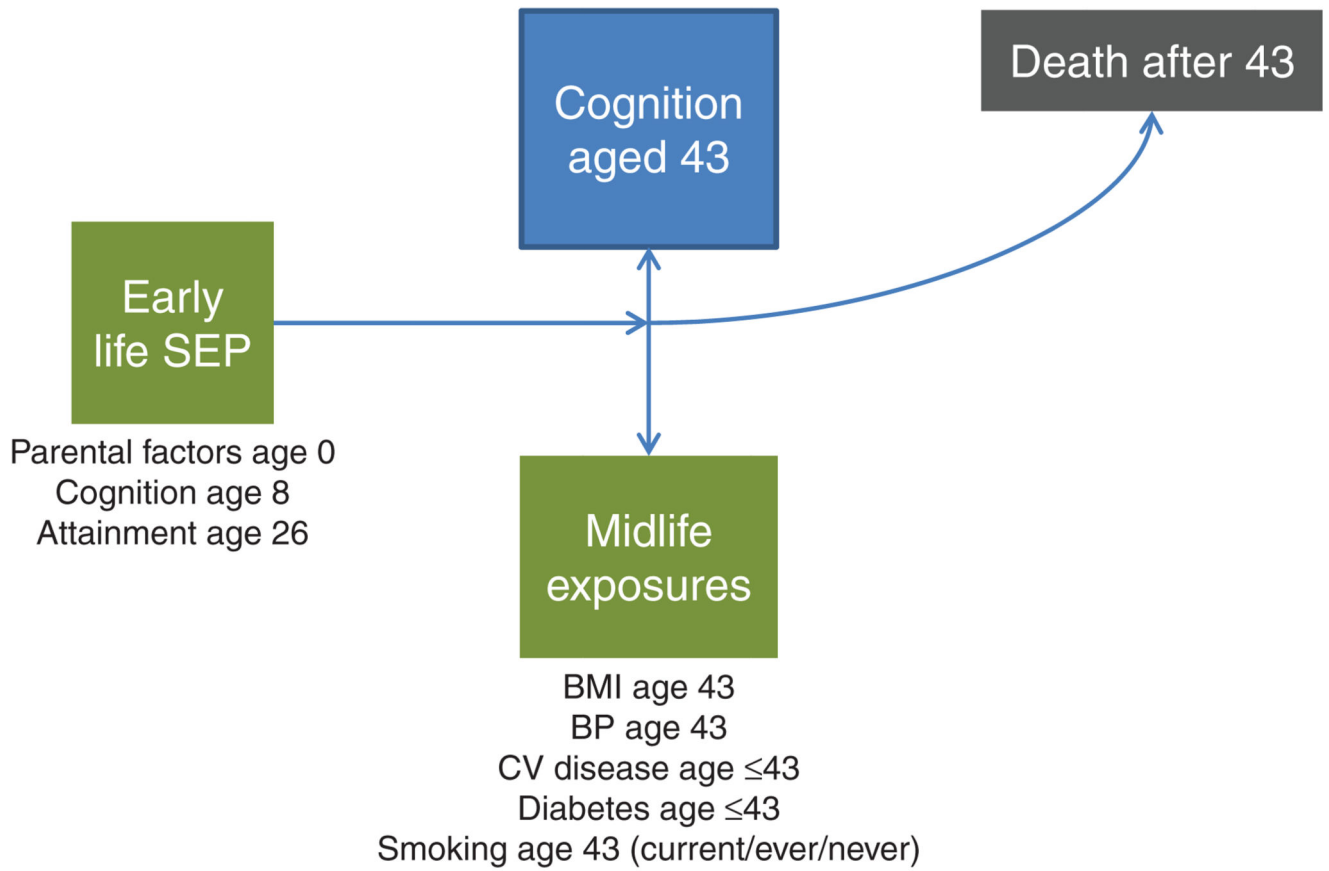 Cognition
aged 43
Death after 43
Early
life SEP
Parental factors age 0
Cognition age 8
Attainment age 26
Midlife
exposures
BMI age 43
BP age 43
CV disease age ≤43
Diabetes age ≤43
Smoking age 43 (current/ever/never)